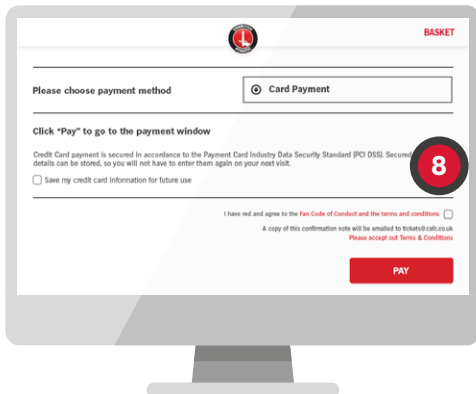 BASKET
Please choose payment method
Card Payment
Click “Pay” to go to the payment window
Credit Card payment is secured in accordance to the Payment Card Industry Data Security Standard (PCI DSS). Secured
details can be stored, so you will not have to enter them again on your next visit.
8
Save my credit card information for future use
I have red and agree to the Fan Code of Conduct and the terms and conditions
A copy of this confirmation note will be emailed to tickets@cafc.co.uk
Please accept out Terms & Conditions
PAY